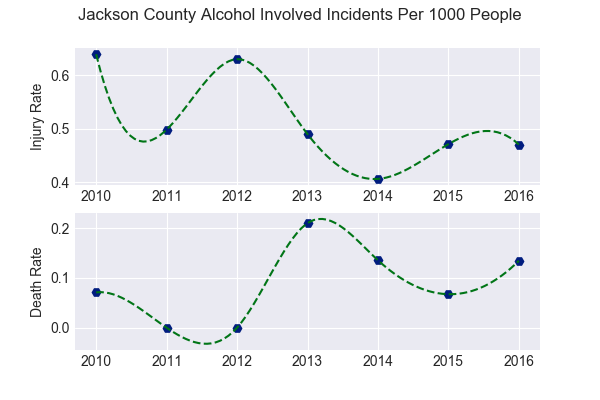 Jackson County Alcohol Involved Incidents Per 1000 People
Injury Rate
0.6
0.5
0.4
2010 2011 2012 2013 2014 2015 2016
Death Rate
0.2
0.1
0.0
2010 2011 2012 2013 2014 2015 2016